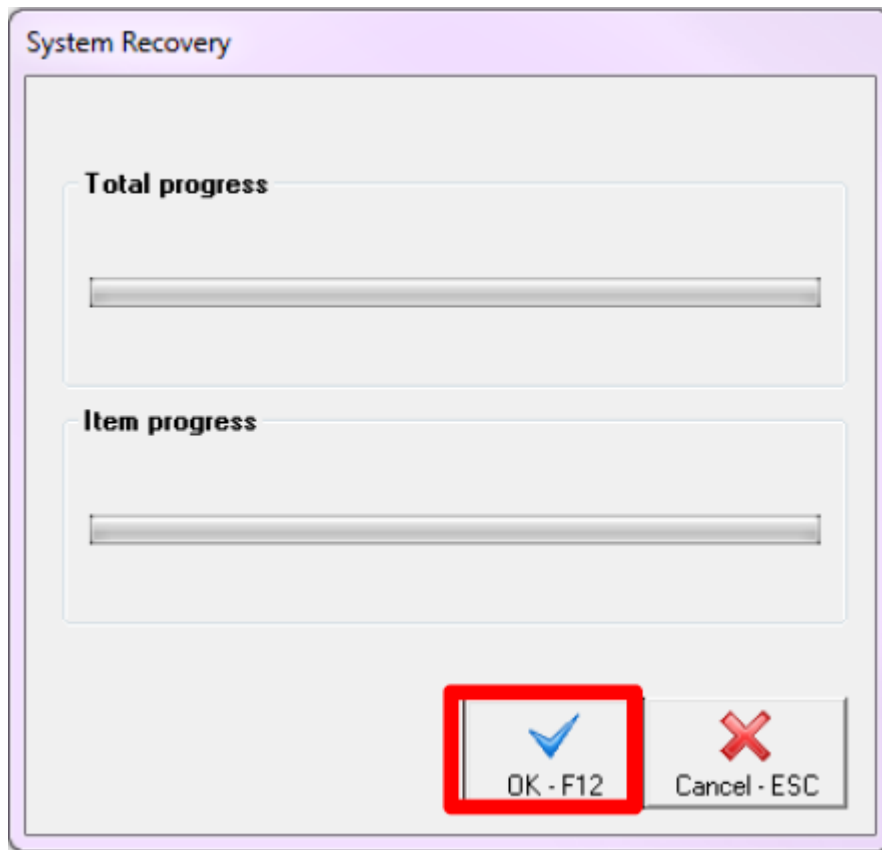 System Recovery
Total progress
Item progress
OK - F12
Cancel - ESC